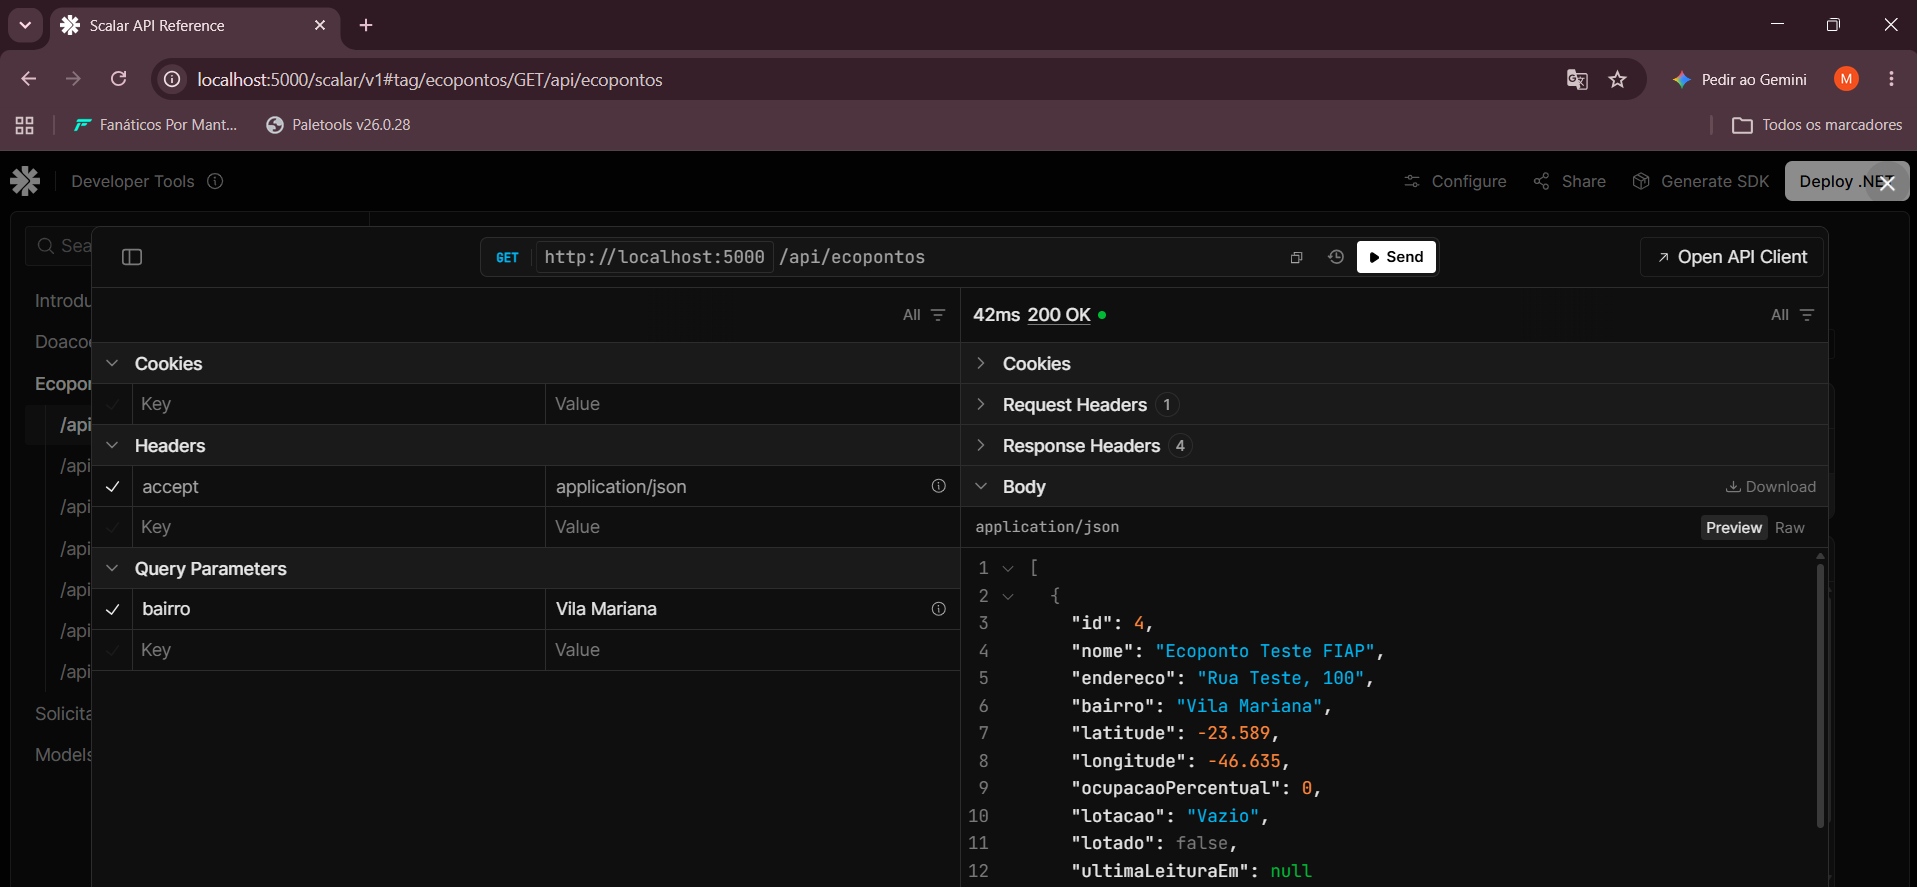 Scalar API Reference
localhost:5000/scalar/v1#tag/ecopontos/GET/api/ecopontos
Pedir ao Gemini
M
Fanáticos Por Mant...
Paletools v26.0.28
Todos os marcadores
Developer Tools
Configure
Share
Generate SDK
Deploy .NET
Sea
GET
http://localhost:5000
/api/ecopontos
Send
Open API Client
Introdu
Doaco
Ecopon
/api
/api
/api
/api
/api
/api
/api
Solicita
Models
All
Cookies
Key
Value
Headers
accept
application/json
Key
Value
Query Parameters
bairro
Vila Mariana
Key
Value
42ms 200 OK
All
Cookies
Request Headers 1
Response Headers 4
Body
Download
application/json
Preview
Raw
1 [
2 {
3 "id": 4,
4 "nome": "Ecoponto Teste FIAP",
5 "endereco": "Rua Teste, 100",
6 "bairro": "Vila Mariana",
7 "latitude": -23.589,
8 "longitude": -46.635,
9 "ocupacaoPercentual": 0,
10 "lotacao": "Vazio",
11 "lotado": false,
12 "ultimaLeituraEm": null